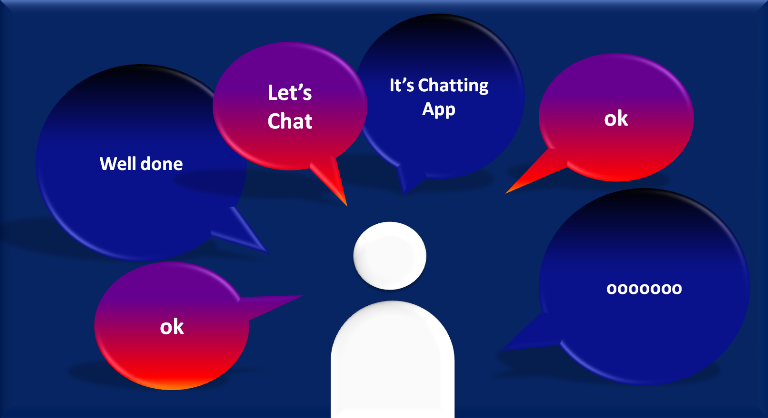 Let's
Chat
It's Chatting
App
ok
Well done
ooooooo
ok